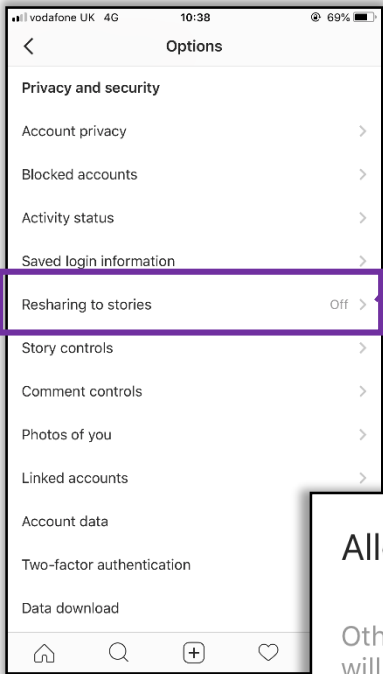 vodafone UK 4G 10:38 69%
Options
Privacy and security
Account privacy
Blocked accounts
Activity status
Saved login information
Resharing to stories Off
Story controls
Comment controls
Photos of you
Linked accounts
Account data
Two-factor authentication
Data download
will